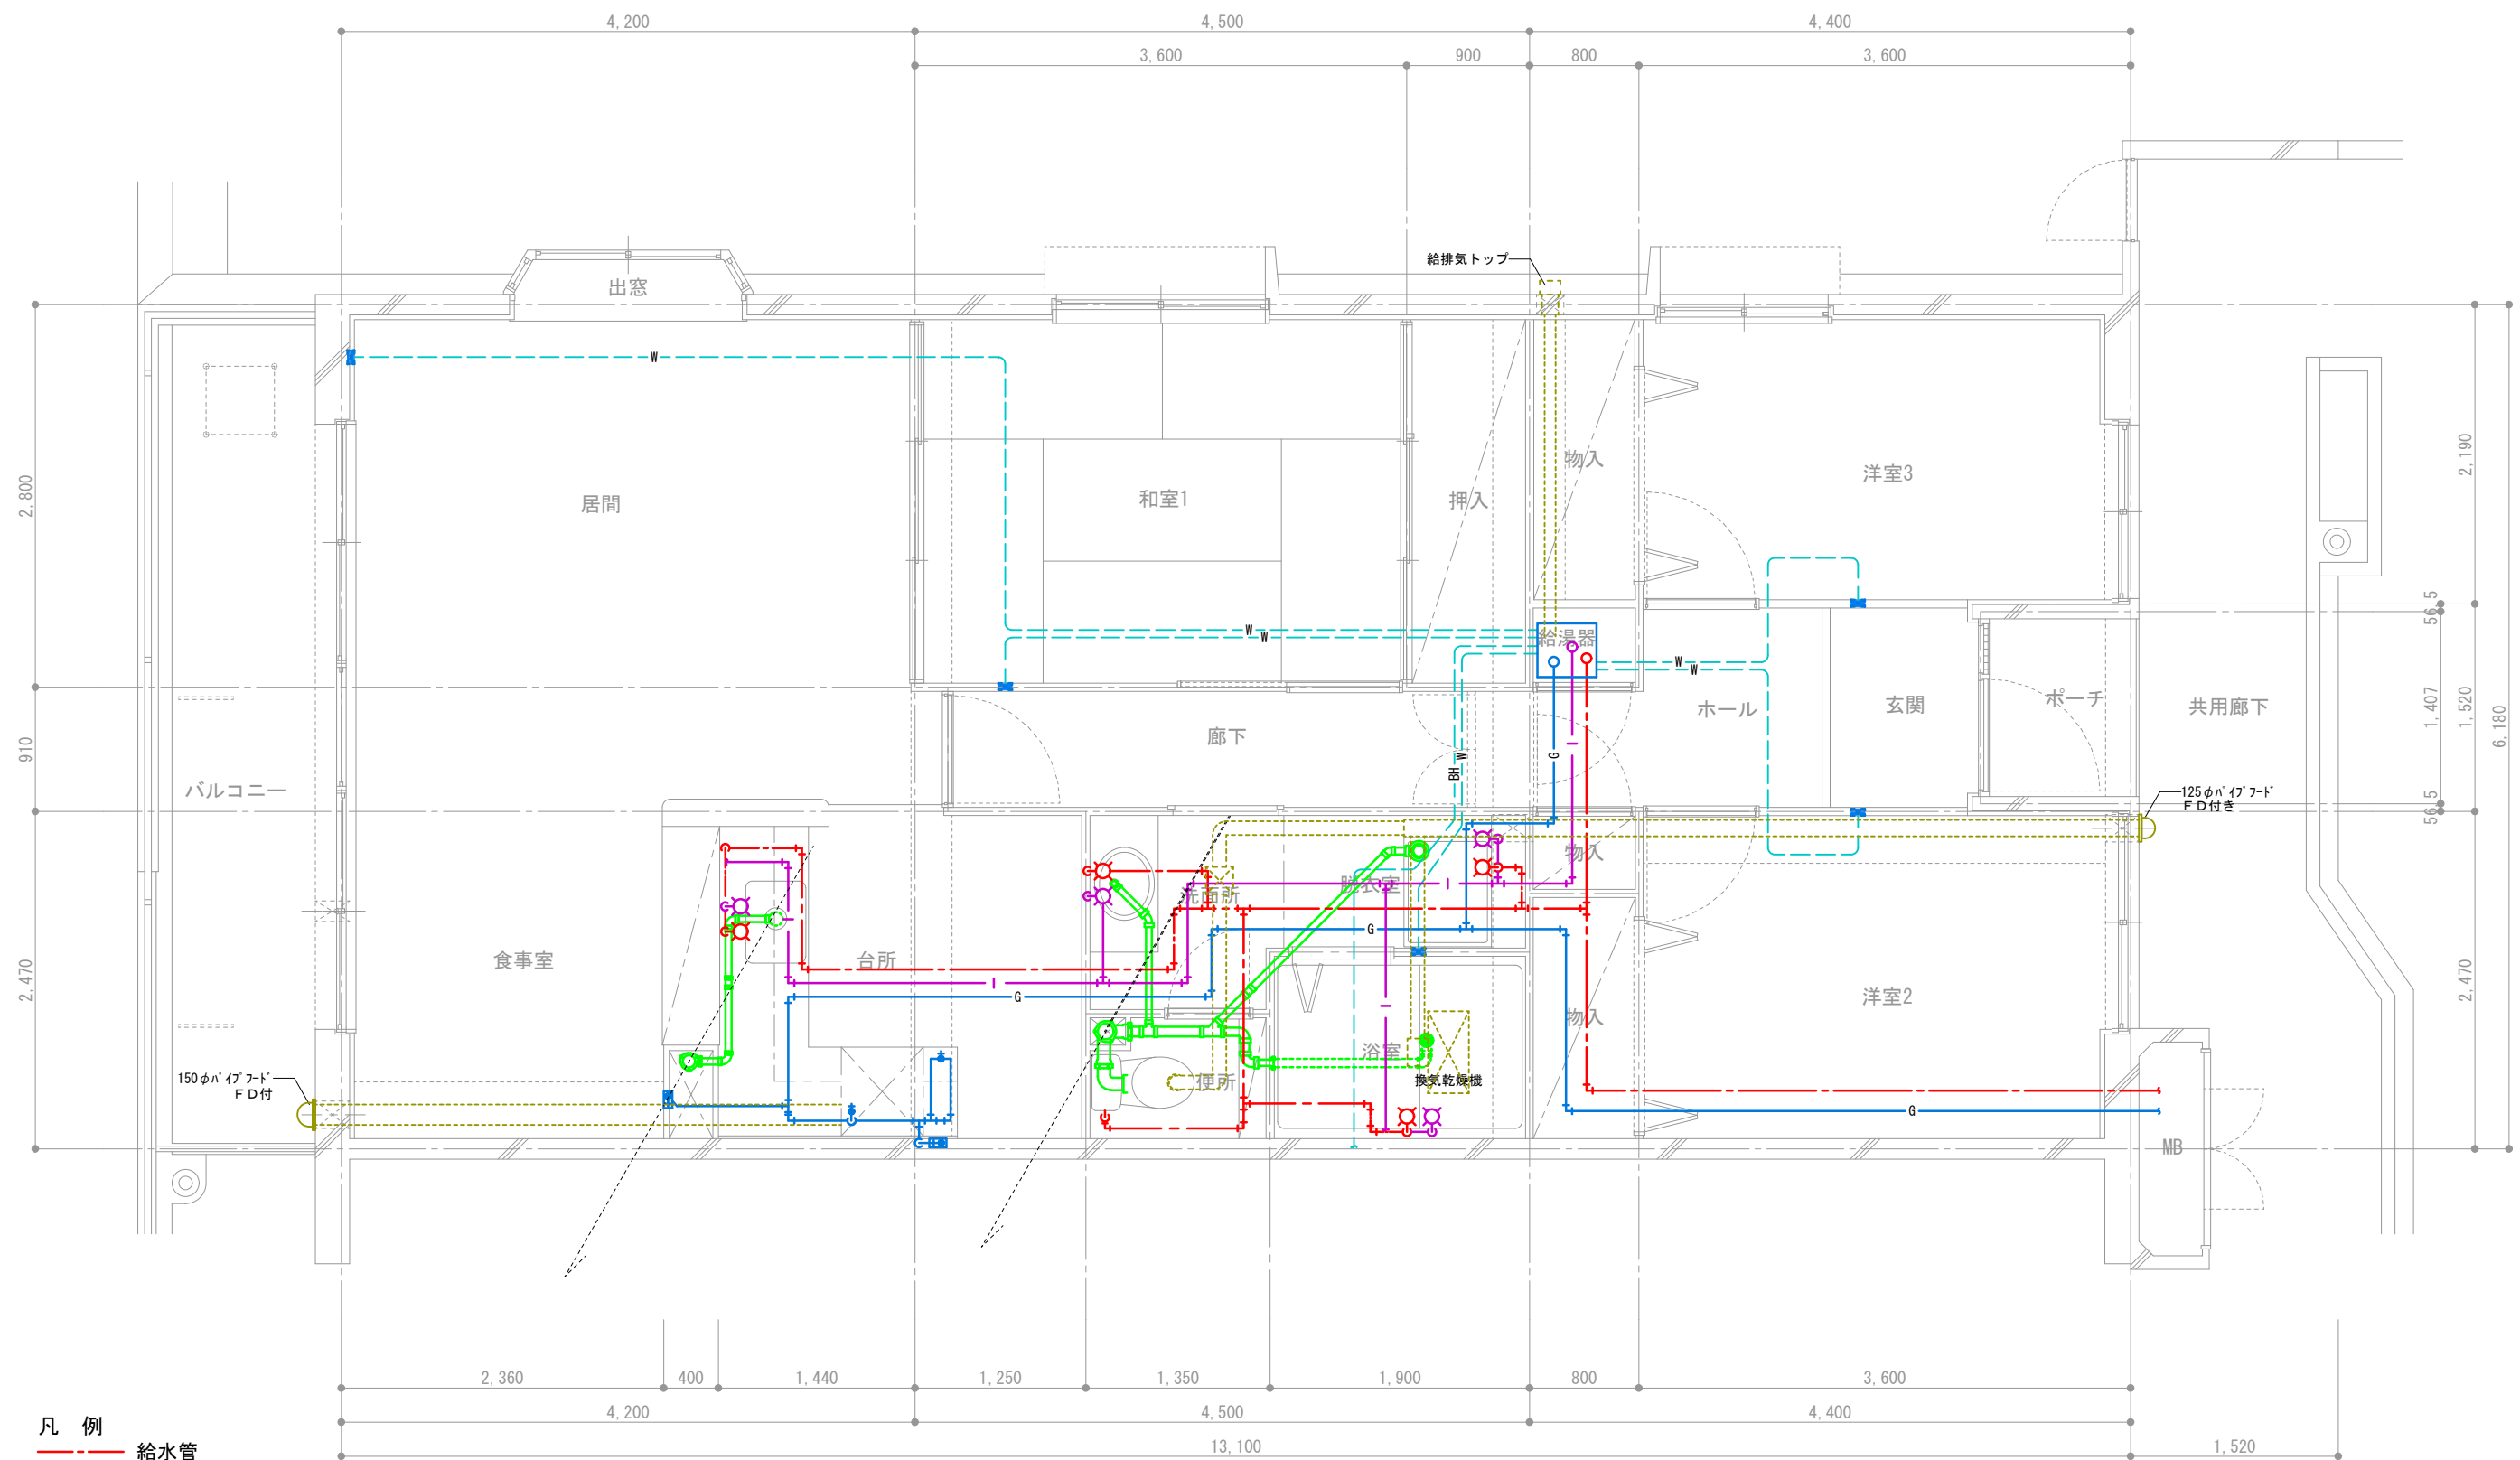 4,200
4,500
4,400
3,600
900
800
3,600
給排気トップ
出窓
2,800
2,190
物入
洋室3
居間
和室1
押入
W
W
W
給湯器
56.5
W
W
ホール
玄関
ポーチ
共用廊下
1,407
1,520
6,180
廊下
910
バルコニー
BH
W
G
I
125φパイプフード
FD付き
56.5
物入
脱衣室
洗面所
I
G
食事室
台所
I
G
2,470
洋室2
2,470
物入
I
浴室
便所
換気乾燥機
150φパイプフード
FD付
MB
2,360
400
1,440
1,250
1,350
1,900
800
3,600
4,200
4,500
4,400
13,100
1,520
凡 例
給水管